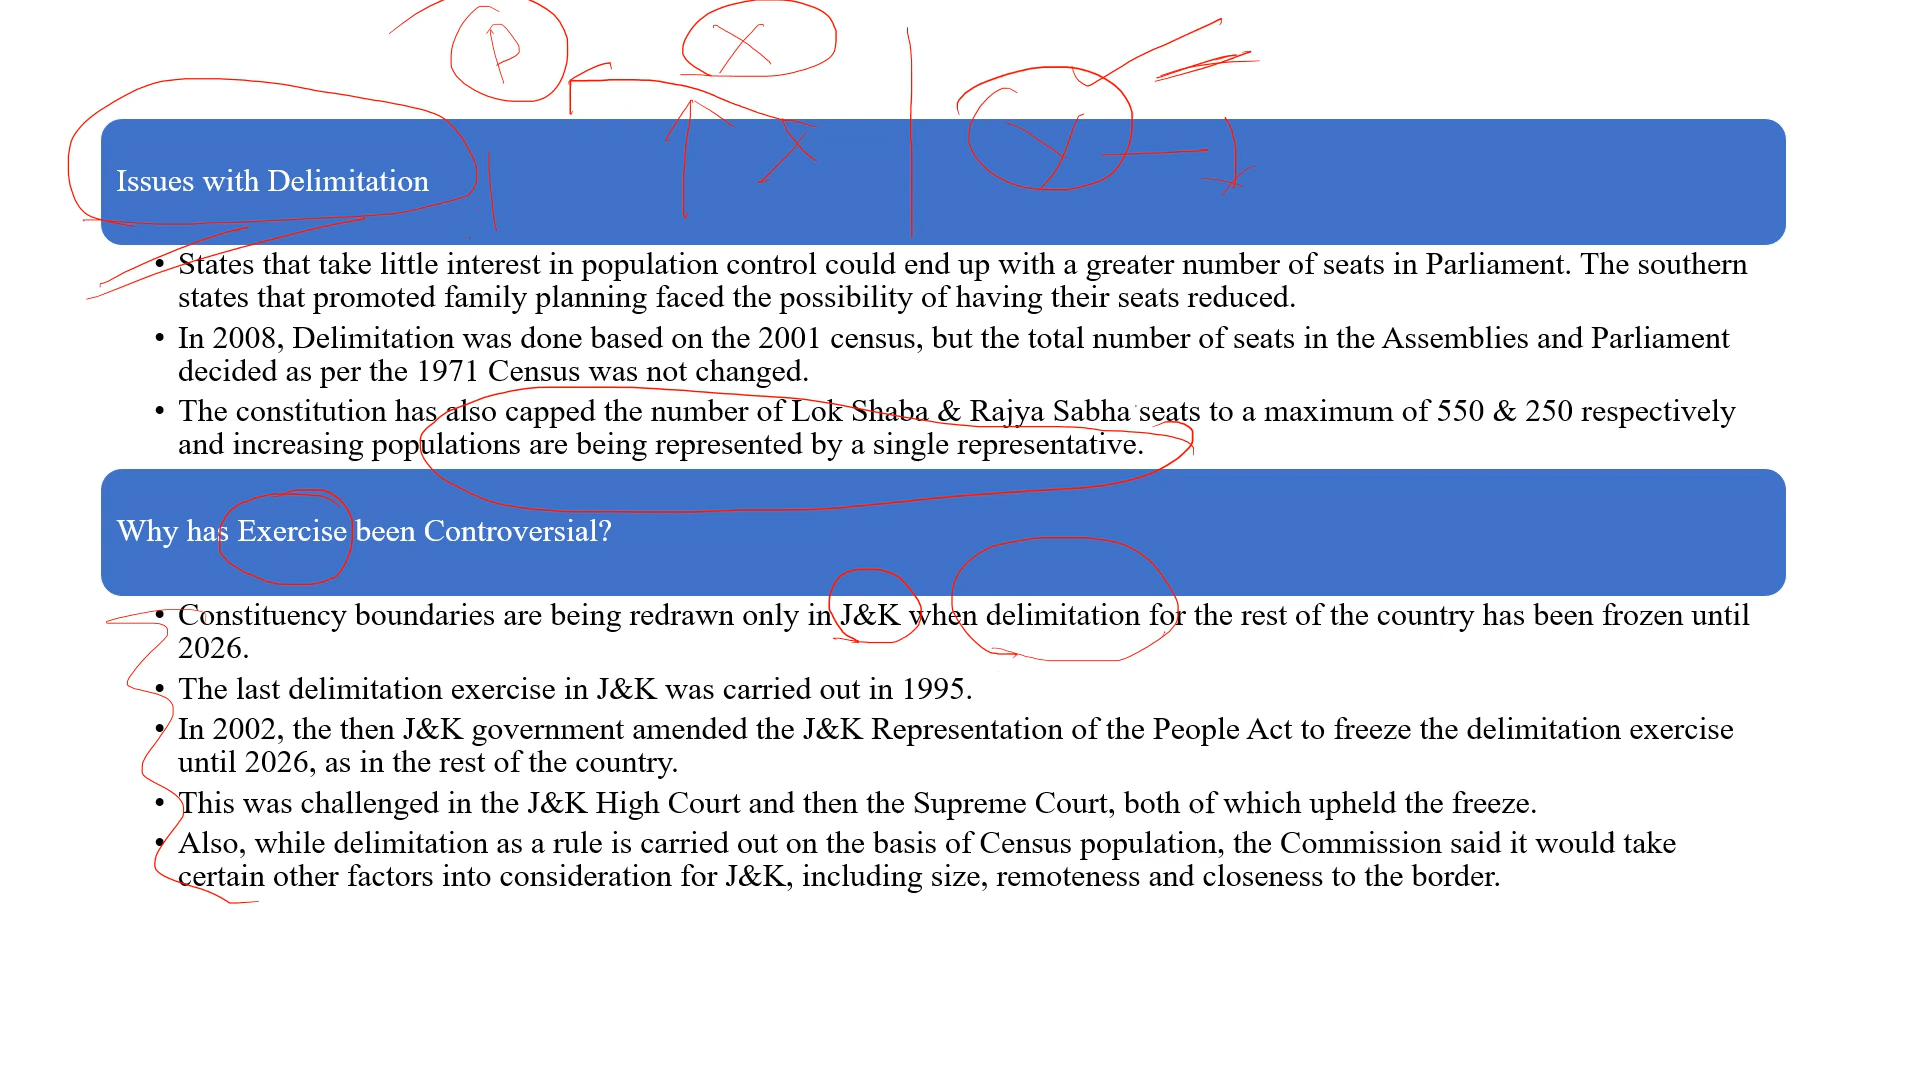 P
X
Y
Issues with Delimitation
• States that take little interest in population control could end up with a greater number of seats in Parliament. The southern
states that promoted family planning faced the possibility of having their seats reduced.
• In 2008, Delimitation was done based on the 2001 census, but the total number of seats in the Assemblies and Parliament
decided as per the 1971 Census was not changed.
• The constitution has also capped the number of Lok Shaba & Rajya Sabha seats to a maximum of 550 & 250 respectively
and increasing populations are being represented by a single representative.
Why has Exercise been Controversial?
• Constituency boundaries are being redrawn only in J&K when delimitation for the rest of the country has been frozen until
2026.
• The last delimitation exercise in J&K was carried out in 1995.
• In 2002, the then J&K government amended the J&K Representation of the People Act to freeze the delimitation exercise
until 2026, as in the rest of the country.
• This was challenged in the J&K High Court and then the Supreme Court, both of which upheld the freeze.
• Also, while delimitation as a rule is carried out on the basis of Census population, the Commission said it would take
certain other factors into consideration for J&K, including size, remoteness and closeness to the border.